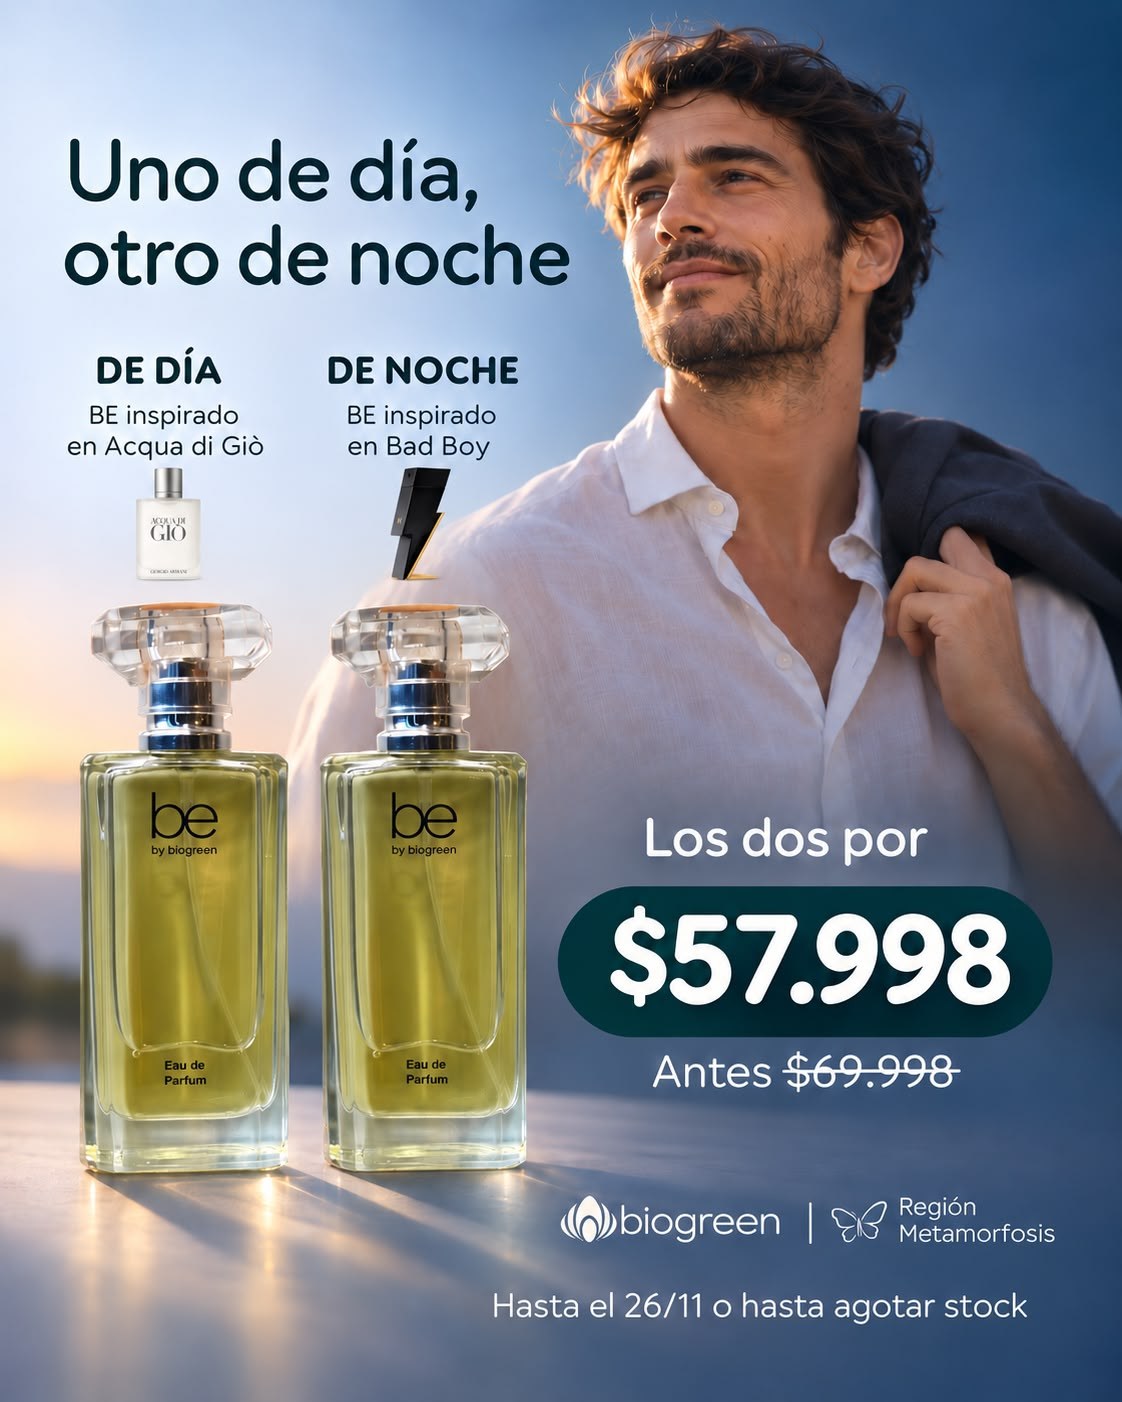 Uno de día,
otro de noche
DE DÍA
BE inspirado
en Acqua di Giò
ACQUA DI
GIÒ
GIORGIO ARMANI
DE NOCHE
BE inspirado
en Bad Boy
be
by biogreen
Eau de
Parfum
be
by biogreen
Eau de
Parfum
Los dos por
$57.998
Antes $69.998
biogreen
Región
Metamorfosis
Hasta el 26/11 o hasta agotar stock